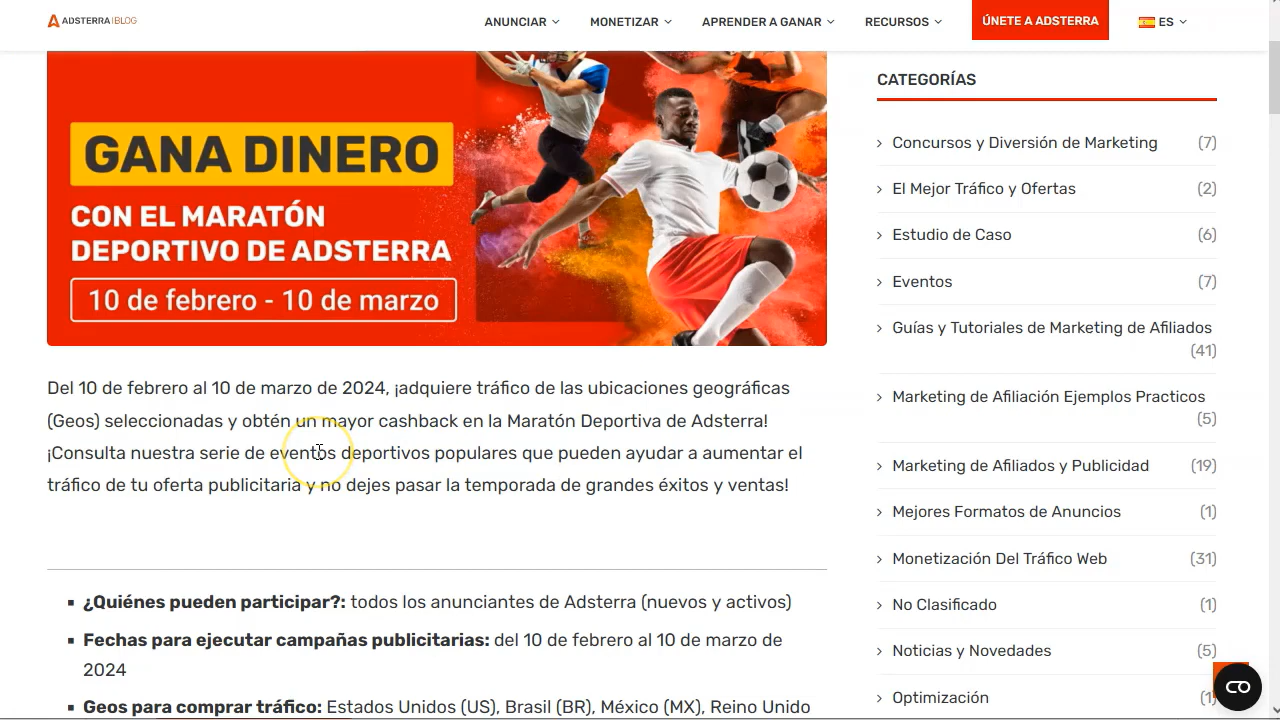 ADSTERRA BLOG
ANUNCIAR
MONETIZAR
APRENDER A GANAR
RECURSOS
ÚNETE A ADSTERRA
ES
GANA DINERO
CON EL MARATÓN
DEPORTIVO DE ADSTERRA
10 de febrero - 10 de marzo
Del 10 de febrero al 10 de marzo de 2024, ¡adquiere tráfico de las ubicaciones geográficas
(Geos) seleccionadas y obtén un mayor cashback en la Maratón Deportiva de Adsterra!
¡Consulta nuestra serie de eventos deportivos populares que pueden ayudar a aumentar el
tráfico de tu oferta publicitaria y no dejes pasar la temporada de grandes éxitos y ventas!
¿Quiénes pueden participar?: todos los anunciantes de Adsterra (nuevos y activos)
Fechas para ejecutar campañas publicitarias: del 10 de febrero al 10 de marzo de
2024
Geos para comprar tráfico: Estados Unidos (US), Brasil (BR), México (MX), Reino Unido
CATEGORÍAS
Concursos y Diversión de Marketing (7)
El Mejor Tráfico y Ofertas (2)
Estudio de Caso (6)
Eventos (7)
Guías y Tutoriales de Marketing de Afiliados
(41)
Marketing de Afiliación Ejemplos Practicos
(5)
Marketing de Afiliados y Publicidad (19)
Mejores Formatos de Anuncios (1)
Monetización Del Tráfico Web (31)
No Clasificado (1)
Noticias y Novedades (5)
Optimización (1)